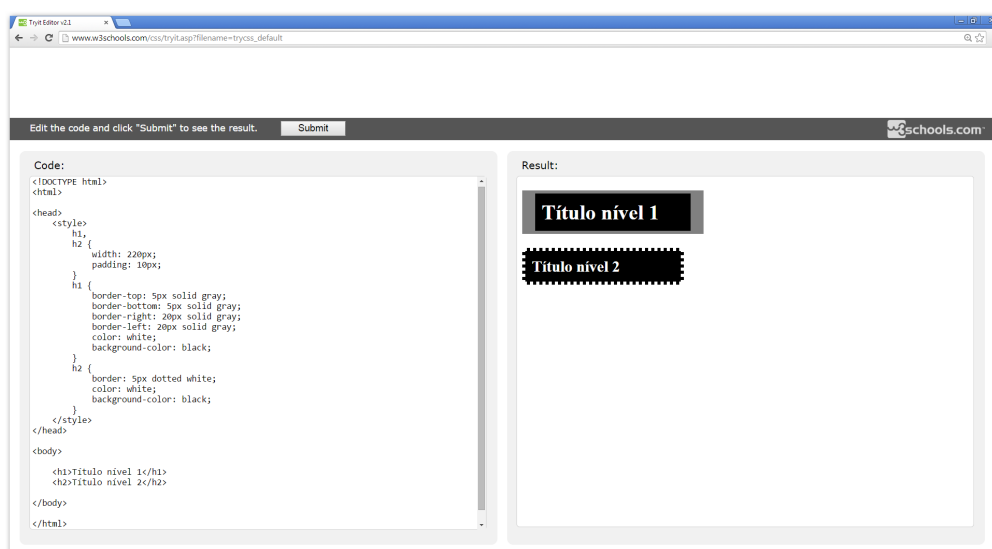 Tryit Editor v2.1
www.w3schools.com/css/tryit.asp?filename=trycss_default
Edit the code and click "Submit" to see the result.
Submit
w3schools.com
Code:
<!DOCTYPE html>
<html>
<head>
<style>
h1,
h2 {
width: 220px;
padding: 10px;
}
h1 {
border-top: 5px solid gray;
border-bottom: 5px solid gray;
border-right: 20px solid gray;
border-left: 20px solid gray;
color: white;
background-color: black;
}
h2 {
border: 5px dotted white;
color: white;
background-color: black;
}
</style>
</head>
<body>
<h1>Título nível 1</h1>
<h2>Título nível 2</h2>
</body>
</html>
Result:
Título nível 1
Título nível 2